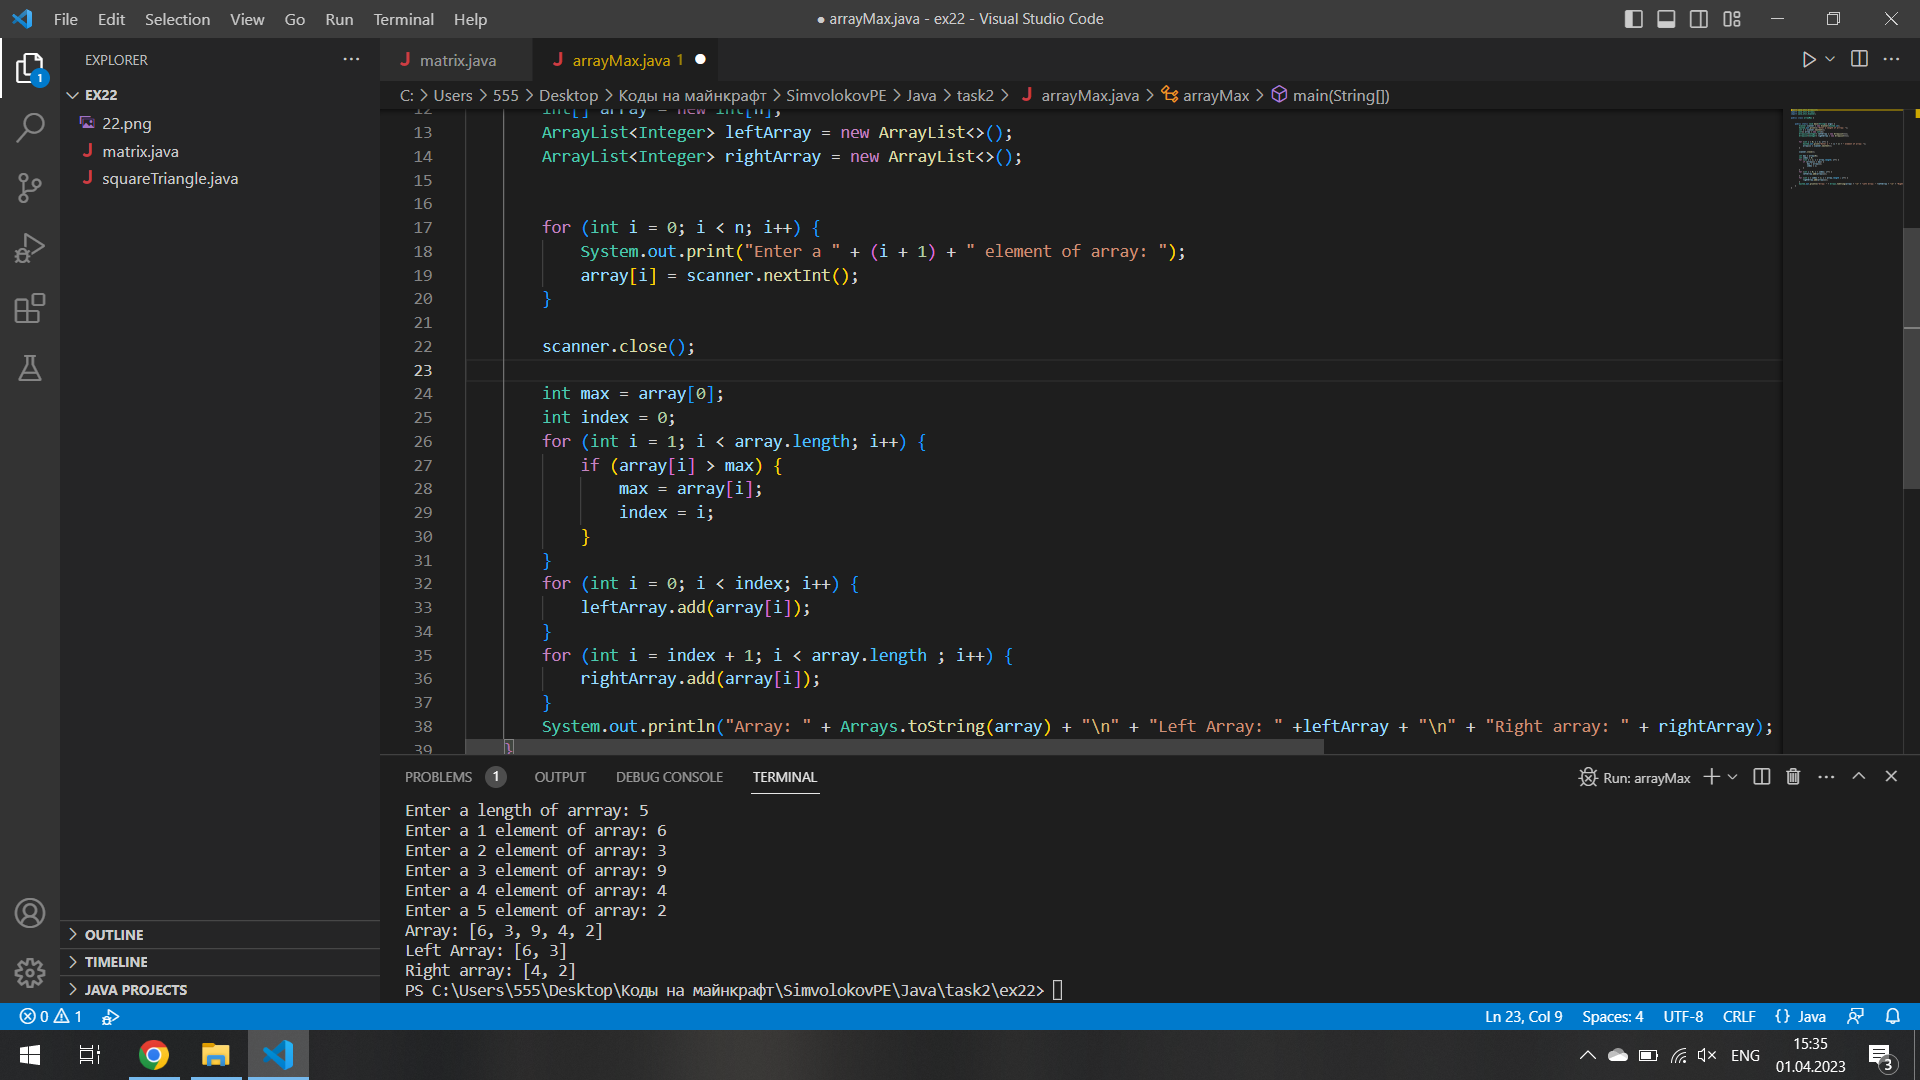 File Edit Selection View Go Run Terminal Help
● arrayMax.java - ex22 - Visual Studio Code
EXPLORER
matrix.java
arrayMax.java 1
C: > Users > 555 > Desktop > Коды на майнкрафт > SimvolokovPE > Java > task2 > arrayMax.java > arrayMax > main(String[])
1
EX22
22.png
matrix.java
squareTriangle.java
12 int[] array = new int[n];
13 ArrayList<Integer> leftArray = new ArrayList<>();
14 ArrayList<Integer> rightArray = new ArrayList<>();
15
16
17 for (int i = 0; i < n; i++) {
18 System.out.print("Enter a " + (i + 1) + " element of array: ");
19 array[i] = scanner.nextInt();
20 }
21
22 scanner.close();
23
24 int max = array[0];
25 int index = 0;
26 for (int i = 1; i < array.length; i++) {
27 if (array[i] > max) {
28 max = array[i];
29 index = i;
30 }
31 }
32 for (int i = 0; i < index; i++) {
33 leftArray.add(array[i]);
34 }
35 for (int i = index + 1; i < array.length ; i++) {
36 rightArray.add(array[i]);
37 }
38 System.out.println("Array: " + Arrays.toString(array) + "\n" + "Left Array: " +leftArray + "\n" + "Right array: " + rightArray);
39 }
PROBLEMS 1 OUTPUT DEBUG CONSOLE TERMINAL
Run: arrayMax
Enter a length of arrray: 5
Enter a 1 element of array: 6
Enter a 2 element of array: 3
Enter a 3 element of array: 9
Enter a 4 element of array: 4
Enter a 5 element of array: 2
Array: [6, 3, 9, 4, 2]
Left Array: [6, 3]
Right array: [4, 2]
PS C:\Users\555\Desktop\Коды на майнкрафт\SimvolokovPE\Java\task2\ex22>
OUTLINE
TIMELINE
JAVA PROJECTS
0 1
Ln 23, Col 9 Spaces: 4 UTF-8 CRLF {} Java
ENG
15:35
01.04.2023
3